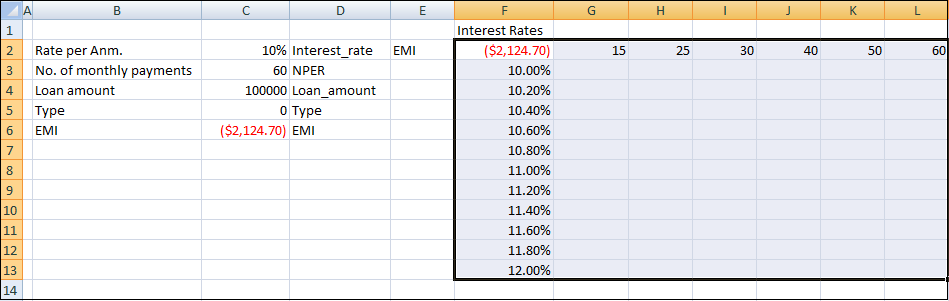 A B C D E F G H I J K L
1 Interest Rates
2 Rate per Anm. 10% Interest_rate EMI ($2,124.70) 15 25 30 40 50 60
3 No. of monthly payments 60 NPER 10.00%
4 Loan amount 100000 Loan_amount 10.20%
5 Type 0 Type 10.40%
6 EMI ($2,124.70) EMI 10.60%
7 10.80%
8 11.00%
9 11.20%
10 11.40%
11 11.60%
12 11.80%
13 12.00%
14